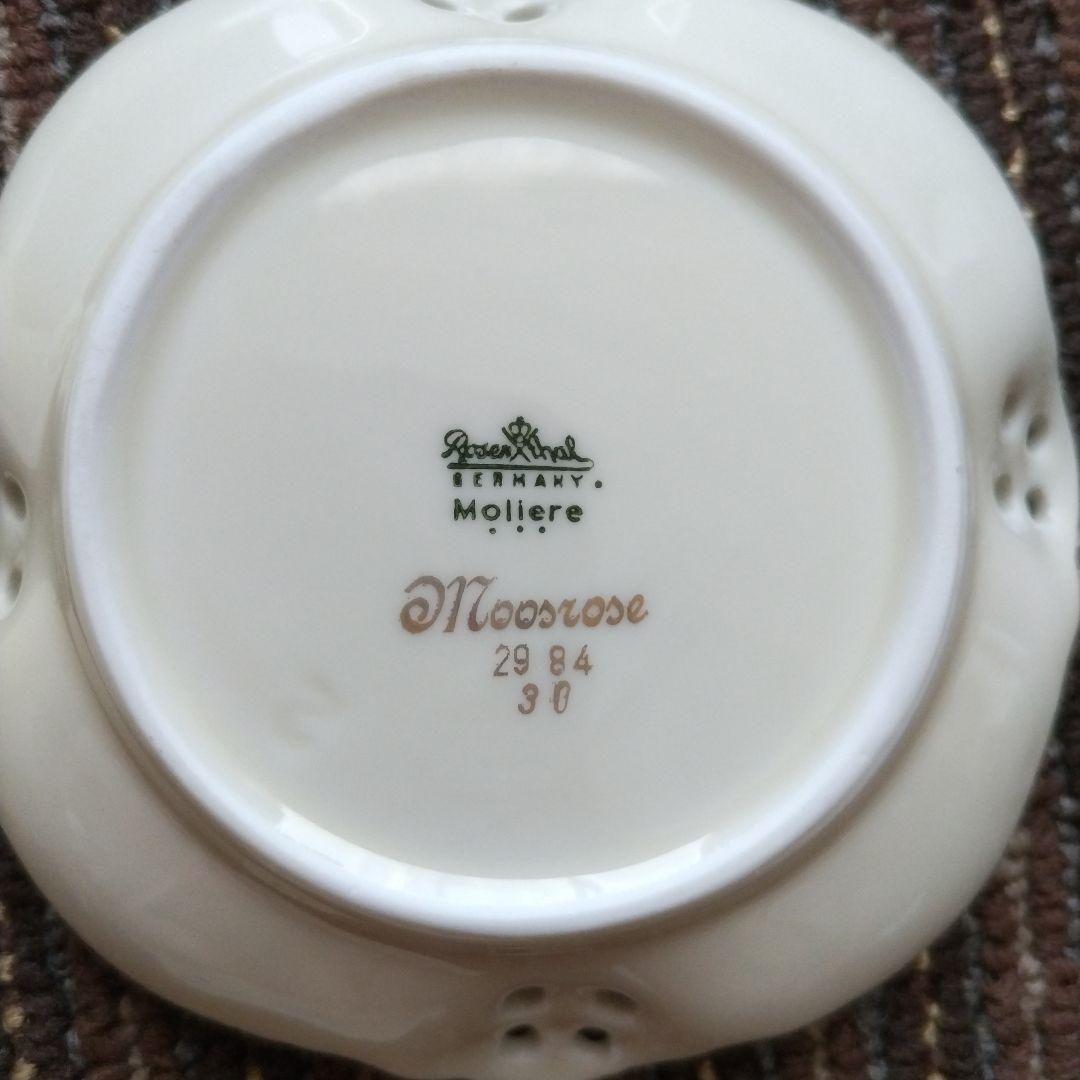 Rosenthal
GERMANY.
Moliere
Moosrose
29 84
30